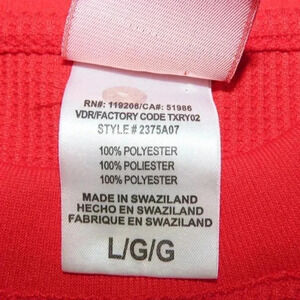 RN#: 119206/CA#: 51986
VDR/FACTORY CODE TXRY02
STYLE # 2375A07
100% POLYESTER
100% POLIESTER
100% POLYESTER
MADE IN SWAZILAND
HECHO EN SWAZILAND
FABRIQUE EN SWAZILAND
L/G/G